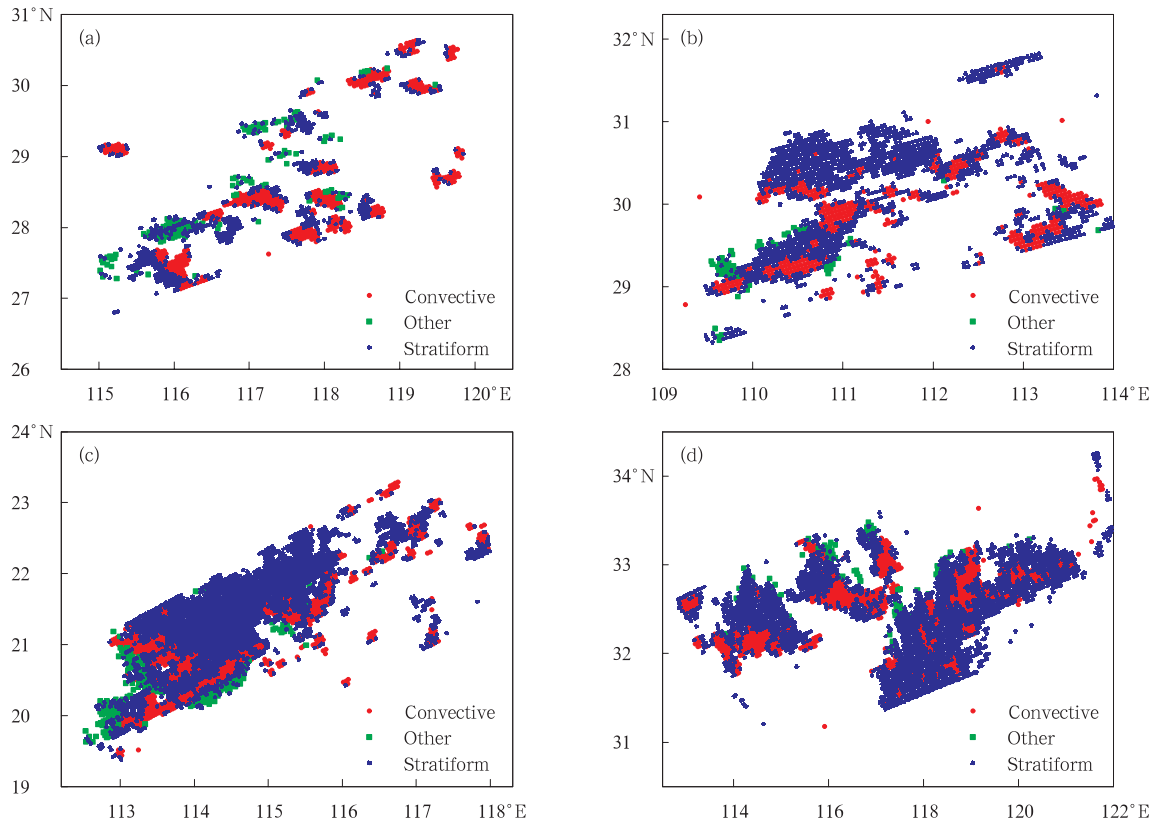 31°N
(a)
30
29
28
27
26
Convective
Other
Stratiform
115 116 117 118 119 120°E
32°N
(b)
31
30
29
28
Convective
Other
Stratiform
109 110 111 112 113 114°E
24°N
(c)
23
22
21
20
19
Convective
Other
Stratiform
113 114 115 116 117 118°E
34°N
(d)
33
32
31
Convective
Other
Stratiform
114 116 118 120 122°E